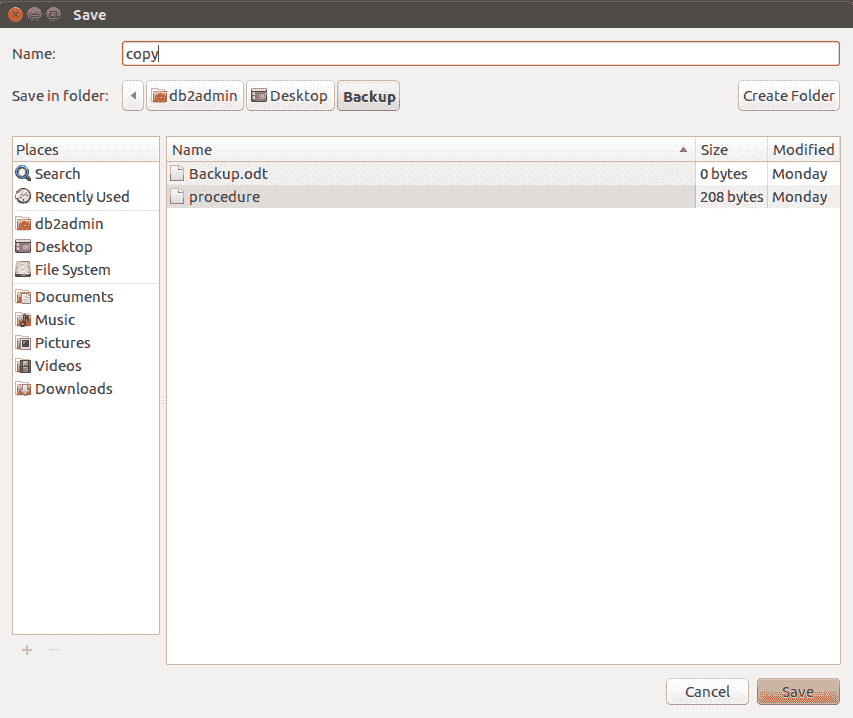 Save
Name: copy
Save in folder: db2admin Desktop Backup Create Folder
Places
Search
Recently Used
db2admin
Desktop
File System
Documents
Music
Pictures
Videos
Downloads
Name Size Modified
Backup.odt 0 bytes Monday
procedure 208 bytes Monday
Cancel Save